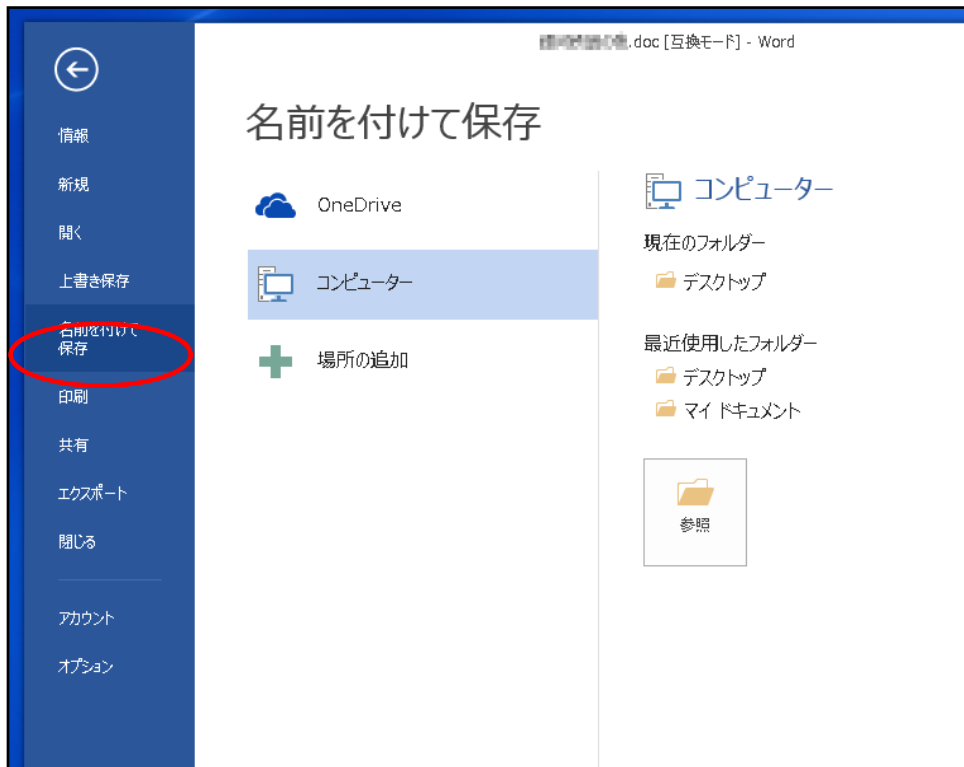 .doc [互換モード] - Word
情報
新規
開く
上書き保存
名前を付けて
保存
印刷
共有
エクスポート
閉じる
アカウント
オプション
名前を付けて保存
OneDrive
コンピューター
場所の追加
コンピューター
現在のフォルダー
デスクトップ
最近使用したフォルダー
デスクトップ
マイ ドキュメント
参照